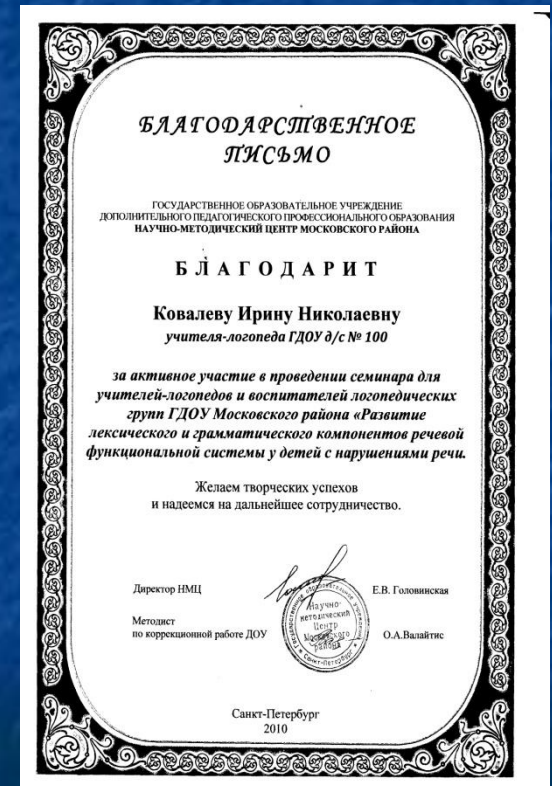 БЛАГОДАРСТВЕННОЕ
ПИСЬМО
ГОСУДАРСТВЕННОЕ ОБРАЗОВАТЕЛЬНОЕ УЧРЕЖДЕНИЕ
ДОПОЛНИТЕЛЬНОГО ПЕДАГОГИЧЕСКОГО ПРОФЕССИОНАЛЬНОГО ОБРАЗОВАНИЯ
НАУЧНО-МЕТОДИЧЕСКИЙ ЦЕНТР МОСКОВСКОГО РАЙОНА
БЛАГОДАРИТ
Ковалеву Ирину Николаевну
учителя-логопеда ГДОУ д/с № 100
за активное участие в проведении семинара для
учителей-логопедов и воспитателей логопедических
групп ГДОУ Московского района «Развитие
лексического и грамматического компонентов речевой
функциональной системы у детей с нарушениями речи.
Желаем творческих успехов
и надеемся на дальнейшее сотрудничество.
Директор НМЦ
Е.В. Головинская
Методист
по коррекционной работе ДОУ
О.А.Валайтис
Научно-
методический
Центр
Московского
района
Санкт-Петербург
Санкт-Петербург
2010